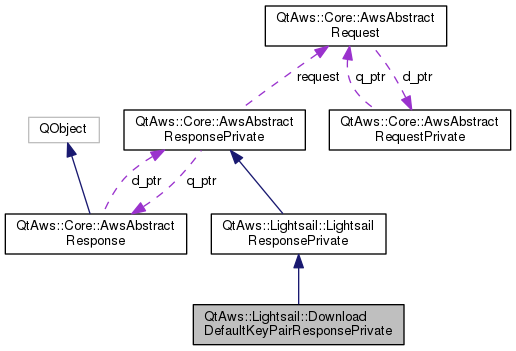 QtAws::Core::AwsAbstract
Request
request
q_ptr
d_ptr
QObject
QtAws::Core::AwsAbstract
ResponsePrivate
QtAws::Core::AwsAbstract
RequestPrivate
d_ptr
q_ptr
QtAws::Core::AwsAbstract
Response
QtAws::Lightsail::Lightsail
ResponsePrivate
QtAws::Lightsail::Download
DefaultKeyPairResponsePrivate